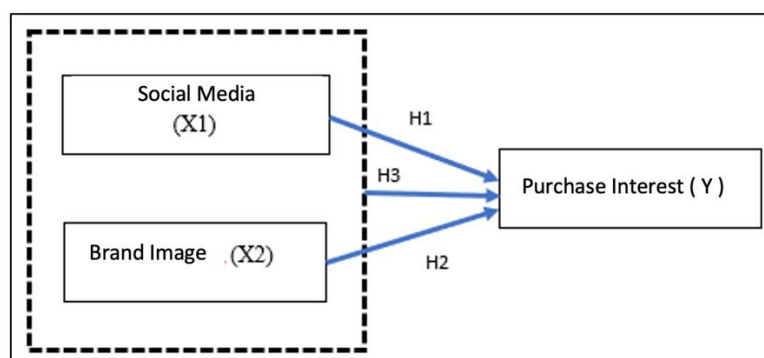 Social Media
(X1)
H1
H3
Purchase Interest ( Y )
Brand Image .(X2)
H2